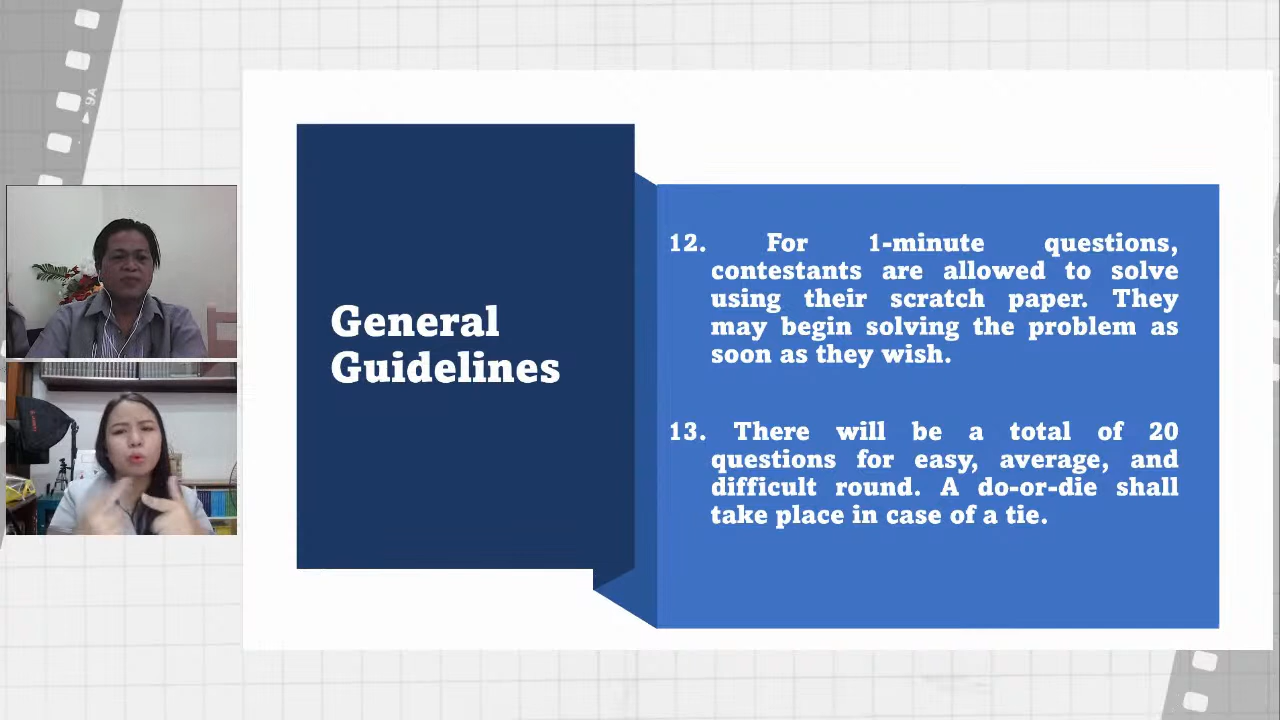 General
Guidelines
12. For 1-minute questions,
contestants are allowed to solve
using their scratch paper. They
may begin solving the problem as
soon as they wish.
13. There will be a total of 20
questions for easy, average, and
difficult round. A do-or-die shall
take place in case of a tie.
9A